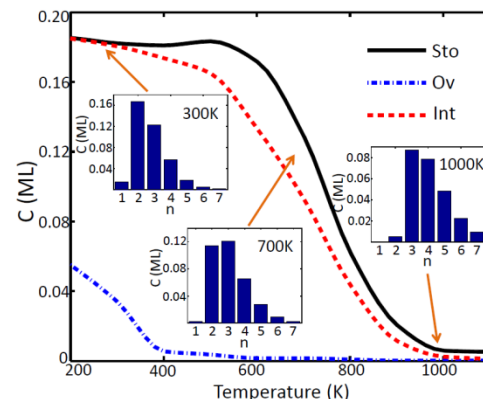 0.20
0.16
0.12
0.08
0.04
0
C (ML)
200
400
600
800
1000
Temperature (K)
Sto
Ov
Int
300K
0.16
0.12
0.08
0.04
C (ML)
1 2 3 4 5 6 7
n
700K
0.12
0.08
0.04
C (ML)
1 2 3 4 5 6 7
n
1000K
0.08
0.06
0.04
0.02
C (ML)
1 2 3 4 5 6 7
n